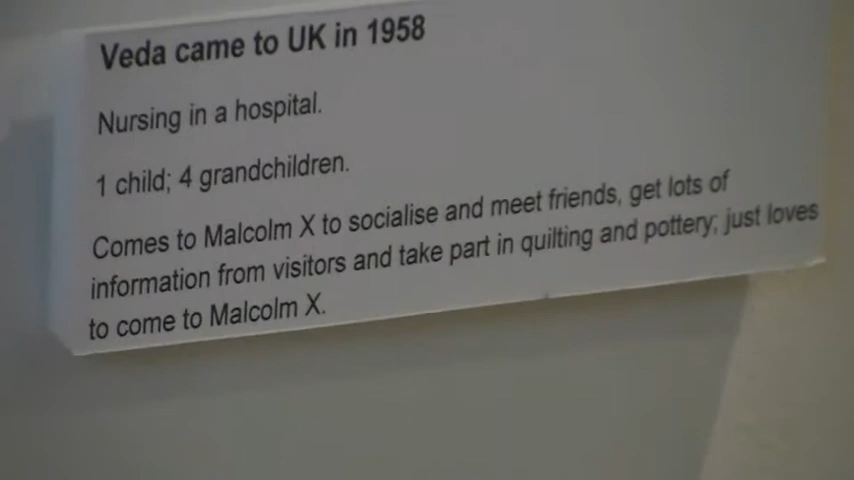 Veda came to UK in 1958
Nursing in a hospital.
1 child; 4 grandchildren.
Comes to Malcolm X to socialise and meet friends, get lots of
information from visitors and take part in quilting and pottery; just loves
to come to Malcolm X.